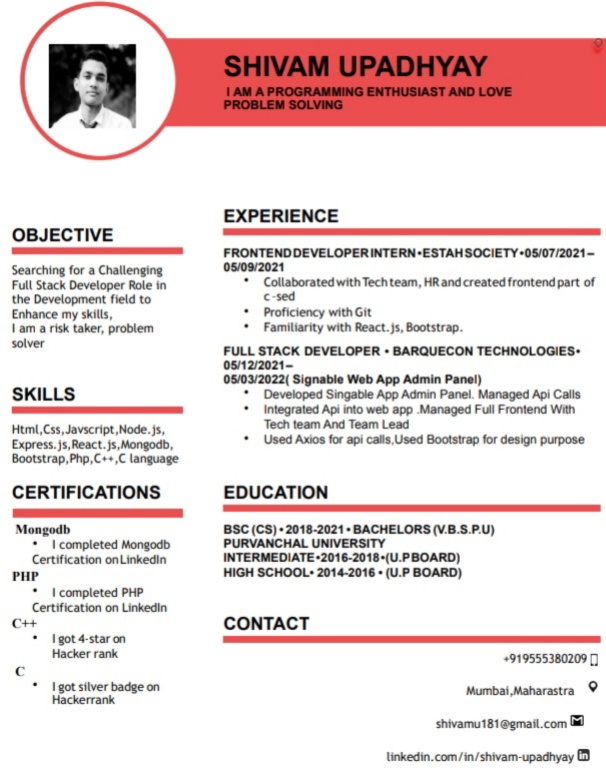 SHIVAM UPADHYAY
I AM A PROGRAMMING ENTHUSIAST AND LOVE
PROBLEM SOLVING
OBJECTIVE
Searching for a Challenging
Full Stack Developer Role in
the Development field to
Enhance my skills,
I am a risk taker, problem
solver
SKILLS
Html,Css,Javscript,Node.js,
Express.js,React.js,Mongodb,
Bootstrap,Php,C++,C language
CERTIFICATIONS
Mongodb
• I completed Mongodb
Certification on LinkedIn
PHP
• I completed PHP
Certification on LinkedIn
C++
• I got 4-star on
Hacker rank
C
• I got silver badge on
Hackerrank
EXPERIENCE
FRONTEND DEVELOPER INTERN • ESTAH SOCIETY • 05/07/2021 –
05/09/2021
• Collaborated with Tech team, HR and created frontend part of
c -sed
• Proficiency with Git
• Familiarity with React.js, Bootstrap.
FULL STACK DEVELOPER • BARQUECON TECHNOLOGIES•
05/12/2021–
05/03/2022( Signable Web App Admin Panel)
• Developed Singable App Admin Panel. Managed Api Calls
• Integrated Api into web app .Managed Full Frontend With
Tech team And Team Lead
• Used Axios for api calls,Used Bootstrap for design purpose
EDUCATION
BSC (CS) • 2018-2021 • BACHELORS (V.B.S.P.U)
PURVANCHAL UNIVERSITY
INTERMEDIATE•2016-2018•(U.P BOARD)
HIGH SCHOOL• 2014-2016 • (U.P BOARD)
CONTACT
+919555380209
Mumbai,Maharastra
shivamu181@gmail.com
linkedin.com/in/shivam-upadhyay